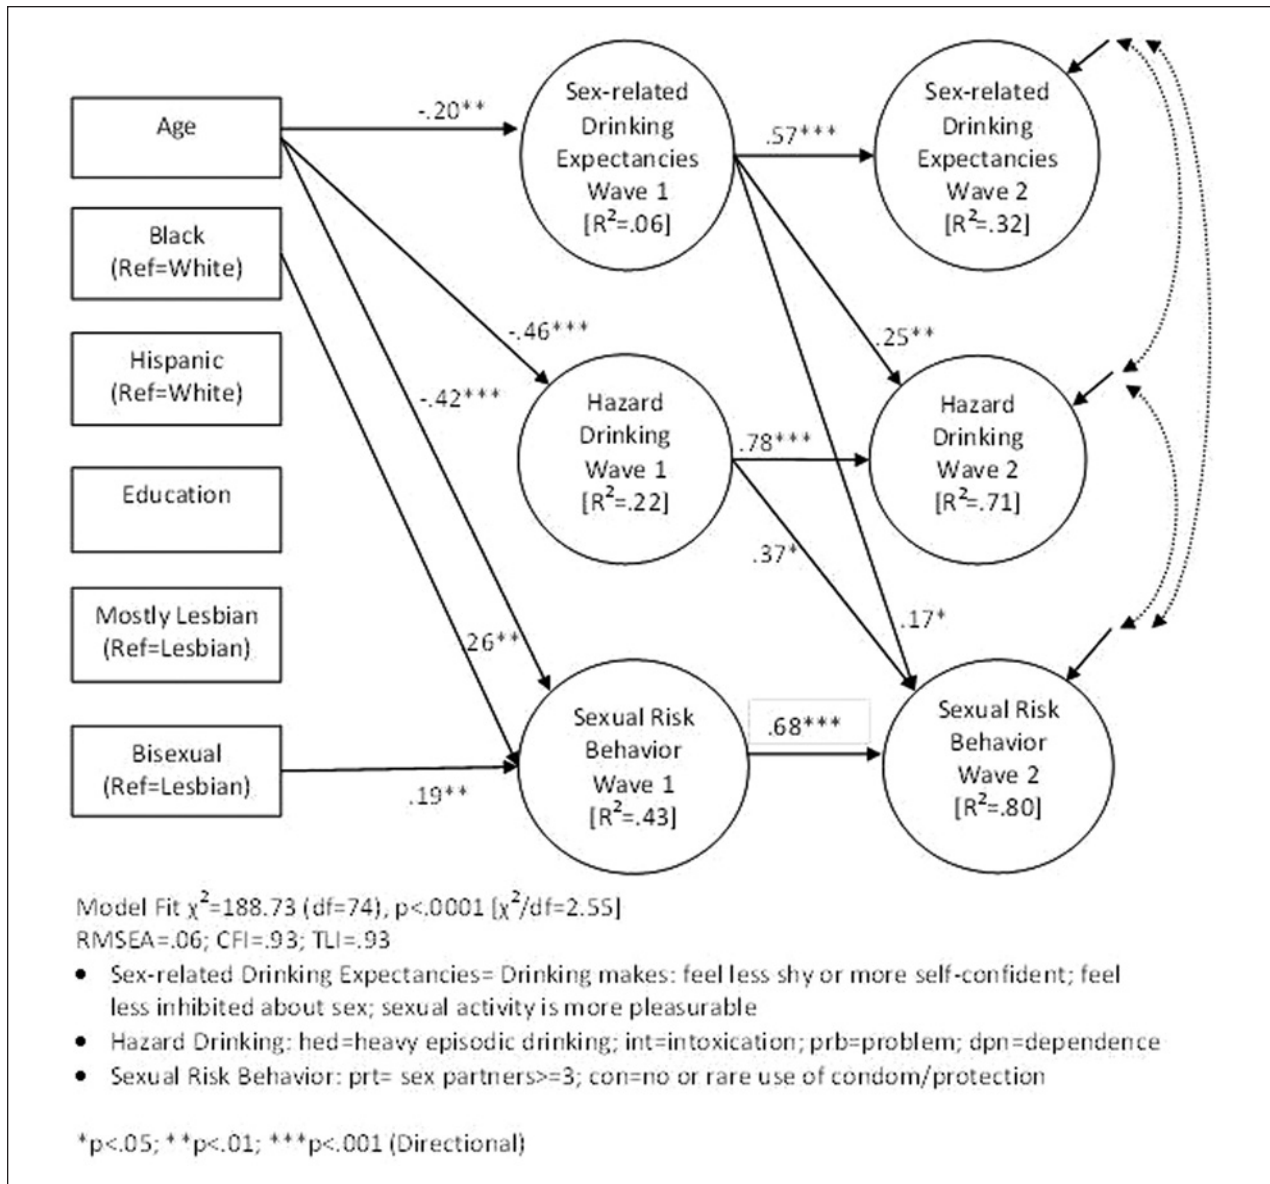 Age
Black
(Ref=White)
Hispanic
(Ref=White)
Education
Mostly Lesbian
(Ref=Lesbian)
Bisexual
(Ref=Lesbian)
-.20**
-.46***
-.42***
26**
.19**
Sex-related
Drinking
Expectancies
Wave 1
[R²=.06]
Hazard
Drinking
Wave 1
[R²=.22]
Sexual Risk
Behavior
Wave 1
[R²=.43]
.57***
.25**
.78***
.37*
.17*
.68***
Sex-related
Drinking
Expectancies
Wave 2
[R²=.32]
Hazard
Drinking
Wave 2
[R²=.71]
Sexual Risk
Behavior
Wave 2
[R²=.80]
Model Fit χ²=188.73 (df=74), p<.0001 [χ²/df=2.55]
RMSEA=.06; CFI=.93; TLI=.93
• Sex-related Drinking Expectancies= Drinking makes: feel less shy or more self-confident; feel
less inhibited about sex; sexual activity is more pleasurable
• Hazard Drinking: hed=heavy episodic drinking; int=intoxication; prb=problem; dpn=dependence
• Sexual Risk Behavior: prt= sex partners>=3; con=no or rare use of condom/protection
*p<.05; **p<.01; ***p<.001 (Directional)